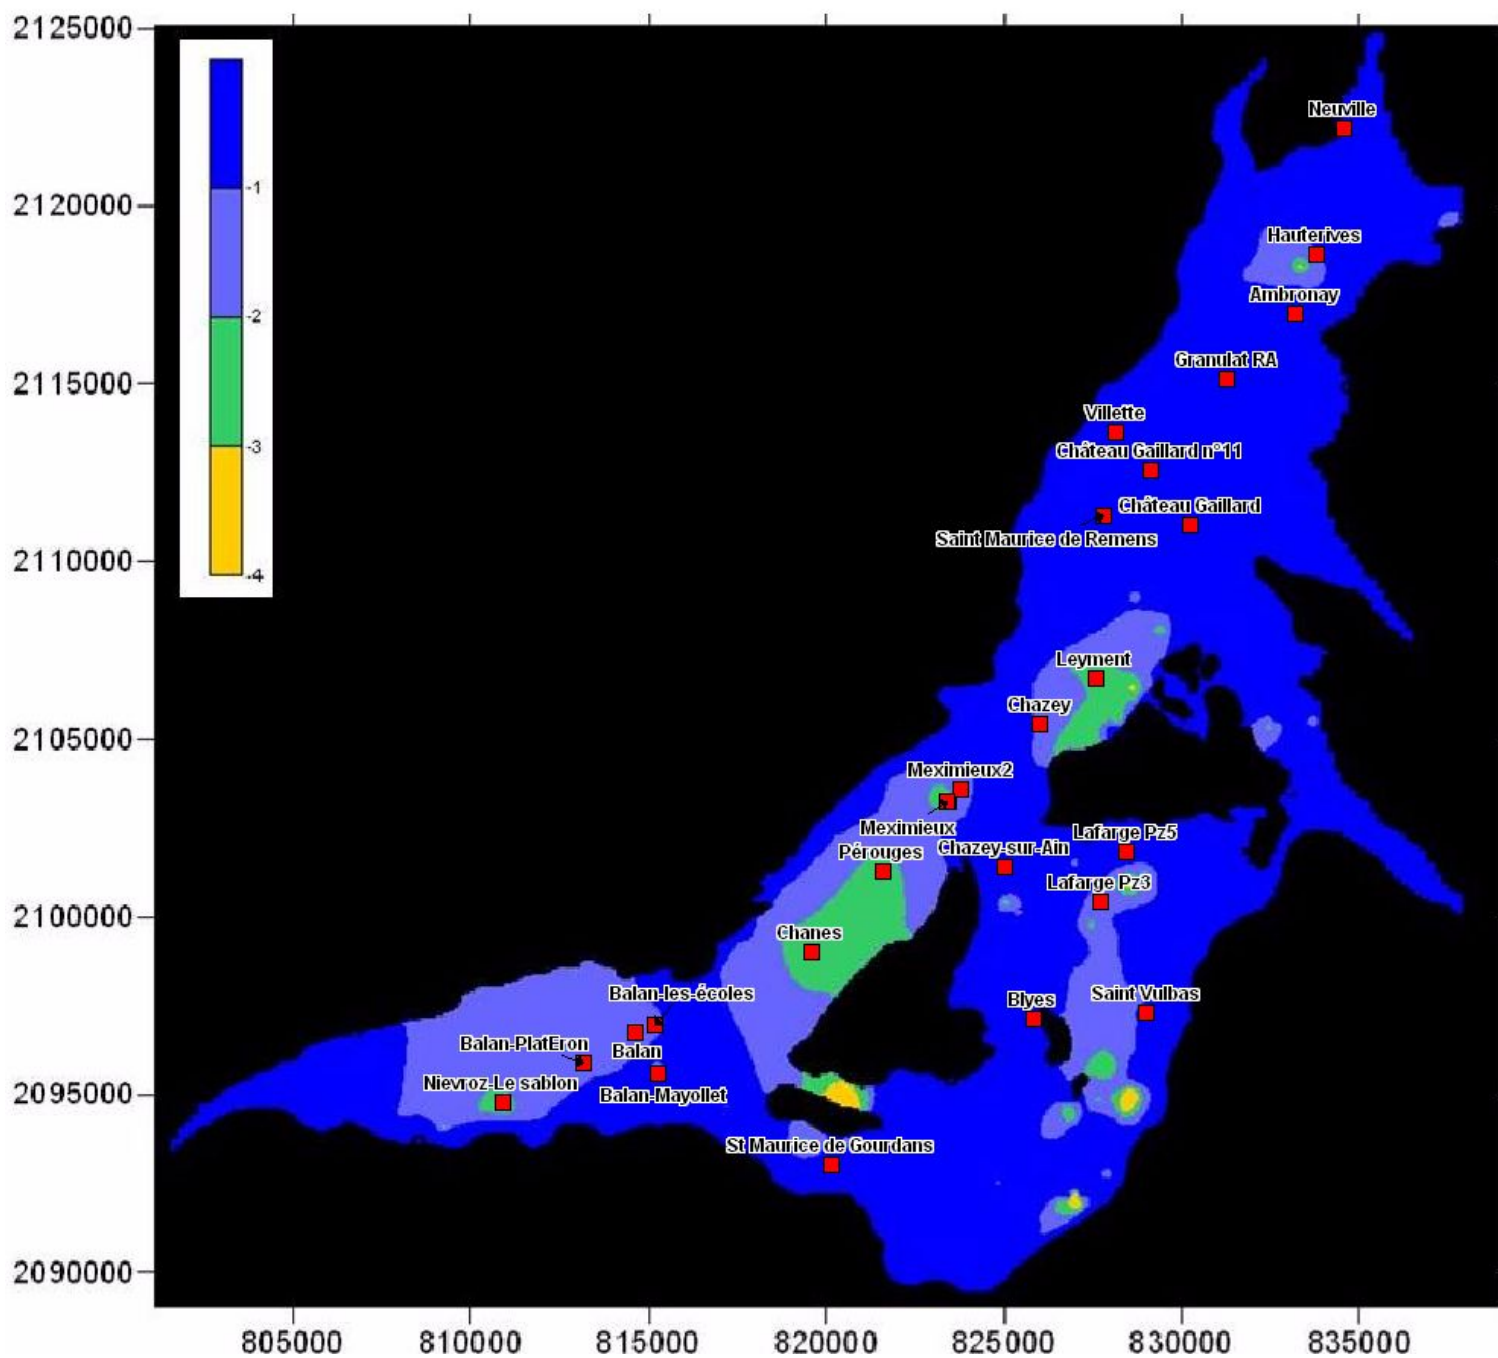 2125000
-1
-2
-3
-4
Neuville
2120000
Hauterives
Ambronay
Granulat RA
2115000
Villette
Château Gaillard n°11
Château Gaillard
Saint Maurice de Remens
2110000
Leyment
Chazey
2105000
Meximieux2
Meximieux
Lafarge Pz5
Chazey-sur-Ain
Pérouges
Lafarge Pz3
2100000
Chanes
Balan-les-écoles
Saint Vulbas
Blyes
Balan-PlatEron
Balan
Nievroz-Le sablon
2095000
Balan-Mayollet
St Maurice de Gourdans
2090000
805000 810000 815000 820000 825000 830000 835000